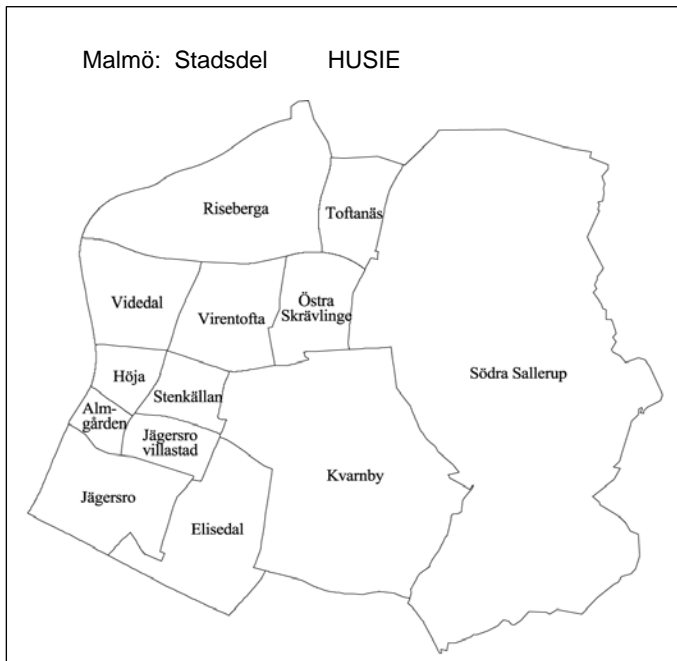 Malmö: Stadsdel HUSIE
Riseberga
Toftanäs
Videdal
Virentofta
Östra
Skrävlinge
Södra Sallerup
Höja
Stenkällan
Alm-
gården
Jägersro
villastad
Kvarnby
Jägersro
Elisedal